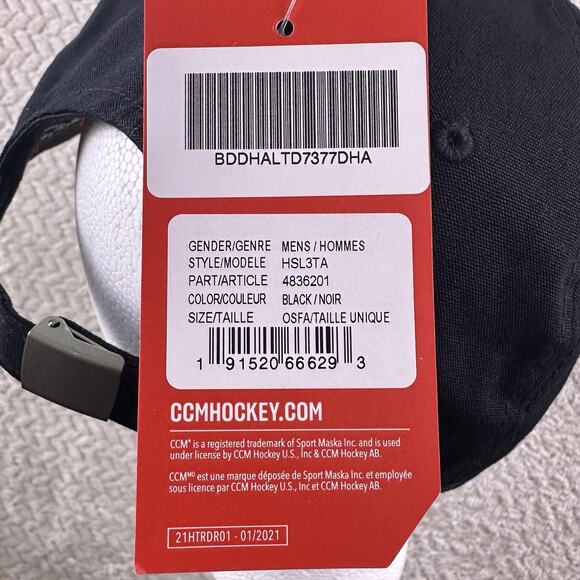 BDDHALTD7377DHA
GENDER/GENRE MENS / HOMMES
STYLE/MODELE HSL3TA
PART/ARTICLE 4836201
COLOR/COULEUR BLACK / NOIR
SIZE/TAILLE OSFA/TAILLE UNIQUE
1 91520 66629 3
CCMHOCKEY.COM
CCM® is a registered trademark of Sport Maska Inc. and is used
under license by CCM Hockey U.S., Inc & CCM Hockey AB.
CCMᴹᴰ est une marque déposée de Sport Maska Inc. et employée
sous licence par CCM Hockey U.S., Inc et CCM Hockey AB.
21HTRDR01 - 01/2021